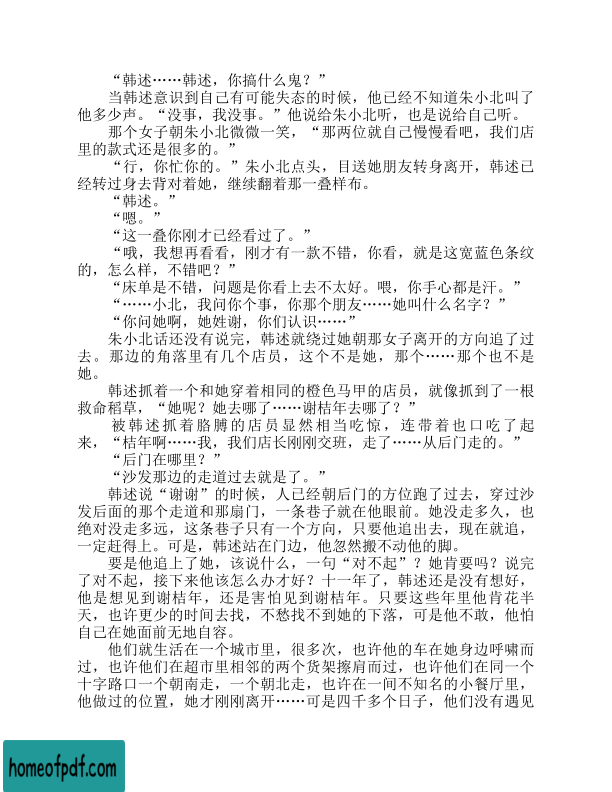 “韩述……韩述，你搞什么鬼？”
当韩述意识到自己有可能失态的时候，他已经不知道朱小北叫了
他多少声。“没事，我没事。”他说给朱小北听，也是说给自己听。
那个女子朝朱小北微微一笑，“那两位就自己慢慢看吧，我们店
里的款式还是很多的。”
“行，你忙你的。”朱小北点头，目送她朋友转身离开，韩述已
经转过身去背对着她，继续翻着那一叠样布。
“韩述。”
“嗯。”
“这一叠你刚才已经看过了。”
“哦，我想再看看，刚才有一款不错，你看，就是这宽蓝色条纹
的，怎么样，不错吧？”
“床单是不错，问题是你看上去不太好。喂，你手心都是汗。”
“……小北，我问你个事，你那个朋友……她叫什么名字？”
“你问她啊，她姓谢，你们认识……”
朱小北话还没有说完，韩述就绕过她朝那女子离开的方向追了过
去。那边的角落里有几个店员，这个不是她，那个……那个也不是
她。
韩述抓着一个和她穿着相同的橙色马甲的店员，就像抓到了一根
救命稻草，“她呢？她去哪了……谢桔年去哪了？”
被韩述抓着胳膊的店员显然相当吃惊，连带着也口吃了起
来，“桔年啊……我，我们店长刚刚交班，走了……从后门走的。”
“后门在哪里？”
“沙发那边的走道过去就是了。”
韩述说“谢谢”的时候，人已经朝后门的方位跑了过去，穿过沙
发后面的那个走道和那扇门，一条巷子就在他眼前。她没走多久，也
绝对没走多远，这条巷子只有一个方向，只要他追出去，现在就追，
一定赶得上。可是，韩述站在门边，他忽然搬不动他的脚。
要是他追上了她，该说什么，一句“对不起”？她肯要吗？说完
了对不起，接下来他该怎么办才好？十一年了，韩述还是没有想好，
他是想见到谢桔年，还是害怕见到谢桔年。只要这些年里他肯花半
天，也许更少的时间去找，不愁找不到她的下落，可是他不敢，他怕
自己在她面前无地自容。
他们就生活在一个城市里，很多次，也许他的车在她身边呼啸而
过，也许他们在超市里相邻的两个货架擦肩而过，也许他们在同一个
十字路口一个朝南走，一个朝北走，也许在一间不知名的小餐厅里，
他做过的位置，她才刚刚离开……可是四千多个日子，他们没有遇见
homeofpdf.com